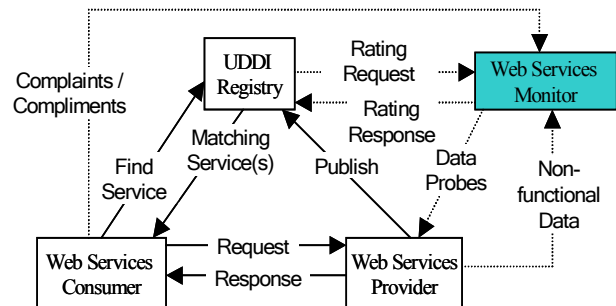 Complaints /
Compliments
UDDI
Registry
Rating
Request
Web Services
Monitor
Rating
Response
Matching
Service(s)
Find
Service
Publish
Data
Probes
Non-
functional
Data
Web Services
Consumer
Request
Response
Web Services
Provider